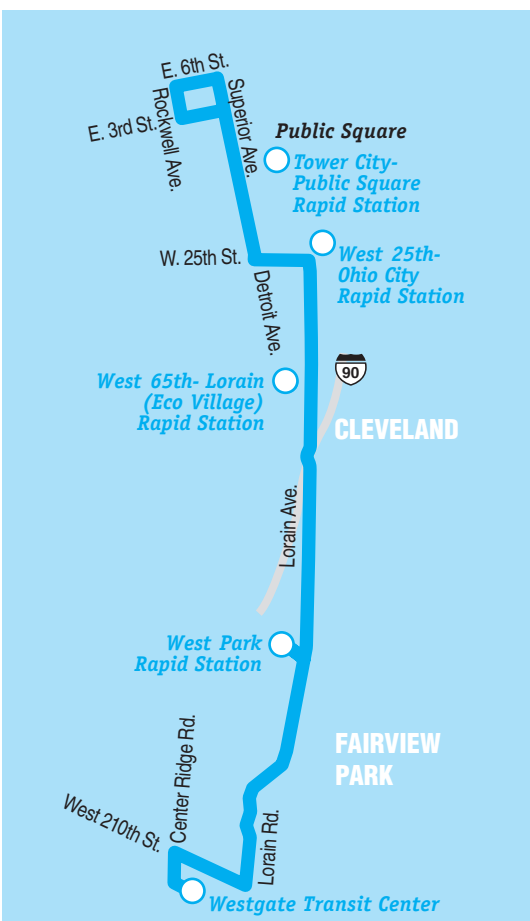 E. 6th St.
Rockwell Ave.
Superior Ave.
E. 3rd St.
Public Square
Tower City-
Public Square
Rapid Station
W. 25th St.
West 25th-
Ohio City
Rapid Station
Detroit Ave.
90
West 65th- Lorain
(Eco Village)
Rapid Station
CLEVELAND
Lorain Ave.
West Park
Rapid Station
FAIRVIEW
PARK
Center Ridge Rd.
West 210th St.
Lorain Rd.
Westgate Transit Center